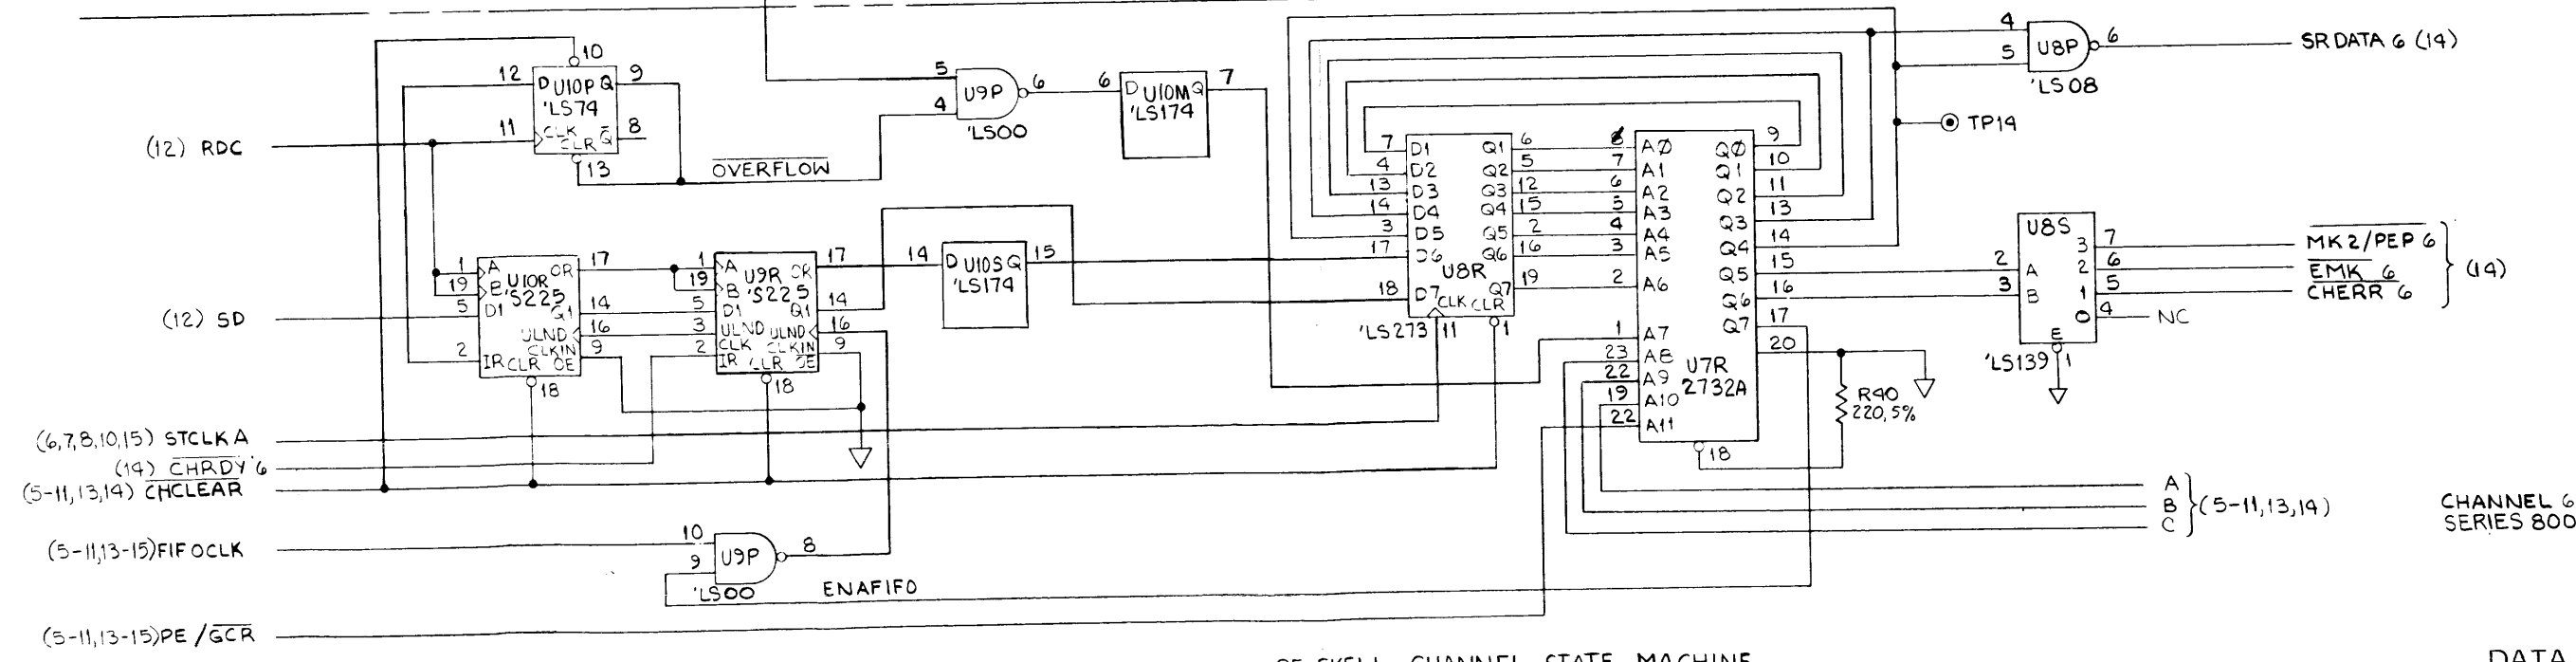 10
12 D U10P Q 9
'LS74
11 CLK Q 8
CLR
13
(12) RDC
OVERFLOW
5
4 U9P 6
'LS00
6 D U10M Q 7
'LS174
4
5 U8P 6
'LS08
SRDATA 6 (14)
TP14
7 D1 Q1 6
4 D2 Q2 5
13 D3 Q3 12
14 D4 Q4 15
3 D5 Q5 2
17 D6 Q6 16
U8R
18 D7 Q7 19
CLK CLR
'LS273 11 1
8 A0 Q0 9
7 A1 Q1 10
6 A2 Q2 11
5 A3 Q3 13
4 A4 Q4 14
3 A5 Q5 15
2 A6 Q6 16
1 A7 Q7 17
23 A8 20
22 A9 U7R
19 A10 2732A
22 A11
18
R40
220,5%
U8S
2 A 3 7
3 B 2 6
1 5
0 4 NC
E
'LS139 1
MK2/PEP 6
EMK 6
CHERR 6
(14)
(12) SD
1 A OR 17
19 B U10R
'S225
5 D1 Q1 14
ULND 16
CLKIN 9
2 IR CLR OE
18
1 A OR 17
19 B U9R
'S225
5 D1 Q1 14
3 ULND ULND 16
CLK CLKIN 9
2 IR CLR OE
18
14 D U10S Q 15
'LS174
(6,7,8,10,15) STCLKA
(14) CHRDY 6
(5-11,13,14) CHCLEAR
A
B
C
(5-11,13,14)
CHANNEL 6
SERIES 800
(5-11,13-15)FIFOCLK
10
9 U9P 8
'LS00
ENAFIFO
(5-11,13-15)PE/GCR
CHANNEL STATE MACHINE
DATA